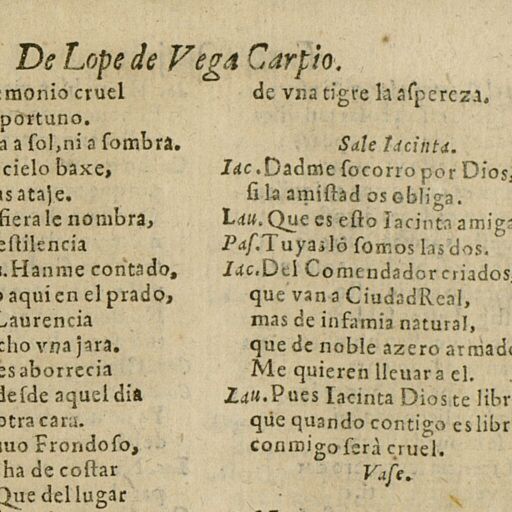 De Lope de Vega Carpio.
emonio cruel
portuno.
a a ſol, ni a ſombra.
cielo baxe,
as ataje.
fiera le nombra,
eſtilencia
. Hanme contado,
o aqui en el prado,
Laurencia
cho vna jara.
es aborrecia
deſde aquel dia
otra cara.
uo Frondoſo,
ha de coſtar
Que del lugar
de vna tigre la aſpereza.
Sale Iacinta.
Iac. Dadme ſocorro por Dios,
ſi la amiſtad os obliga.
Lau. Que es eſto Iacinta amiga
Paſ. Tuyas lo ſomos las dos.
Iac. Del Comendador criados,
que van a Ciudad Real,
mas de infamia natural,
que de noble azero armado
Me quieren lleuar a el.
Lau. Pues Iacinta Dios te libr
que quando contigo es libr
conmigo ſerà cruel.
Vaſe.